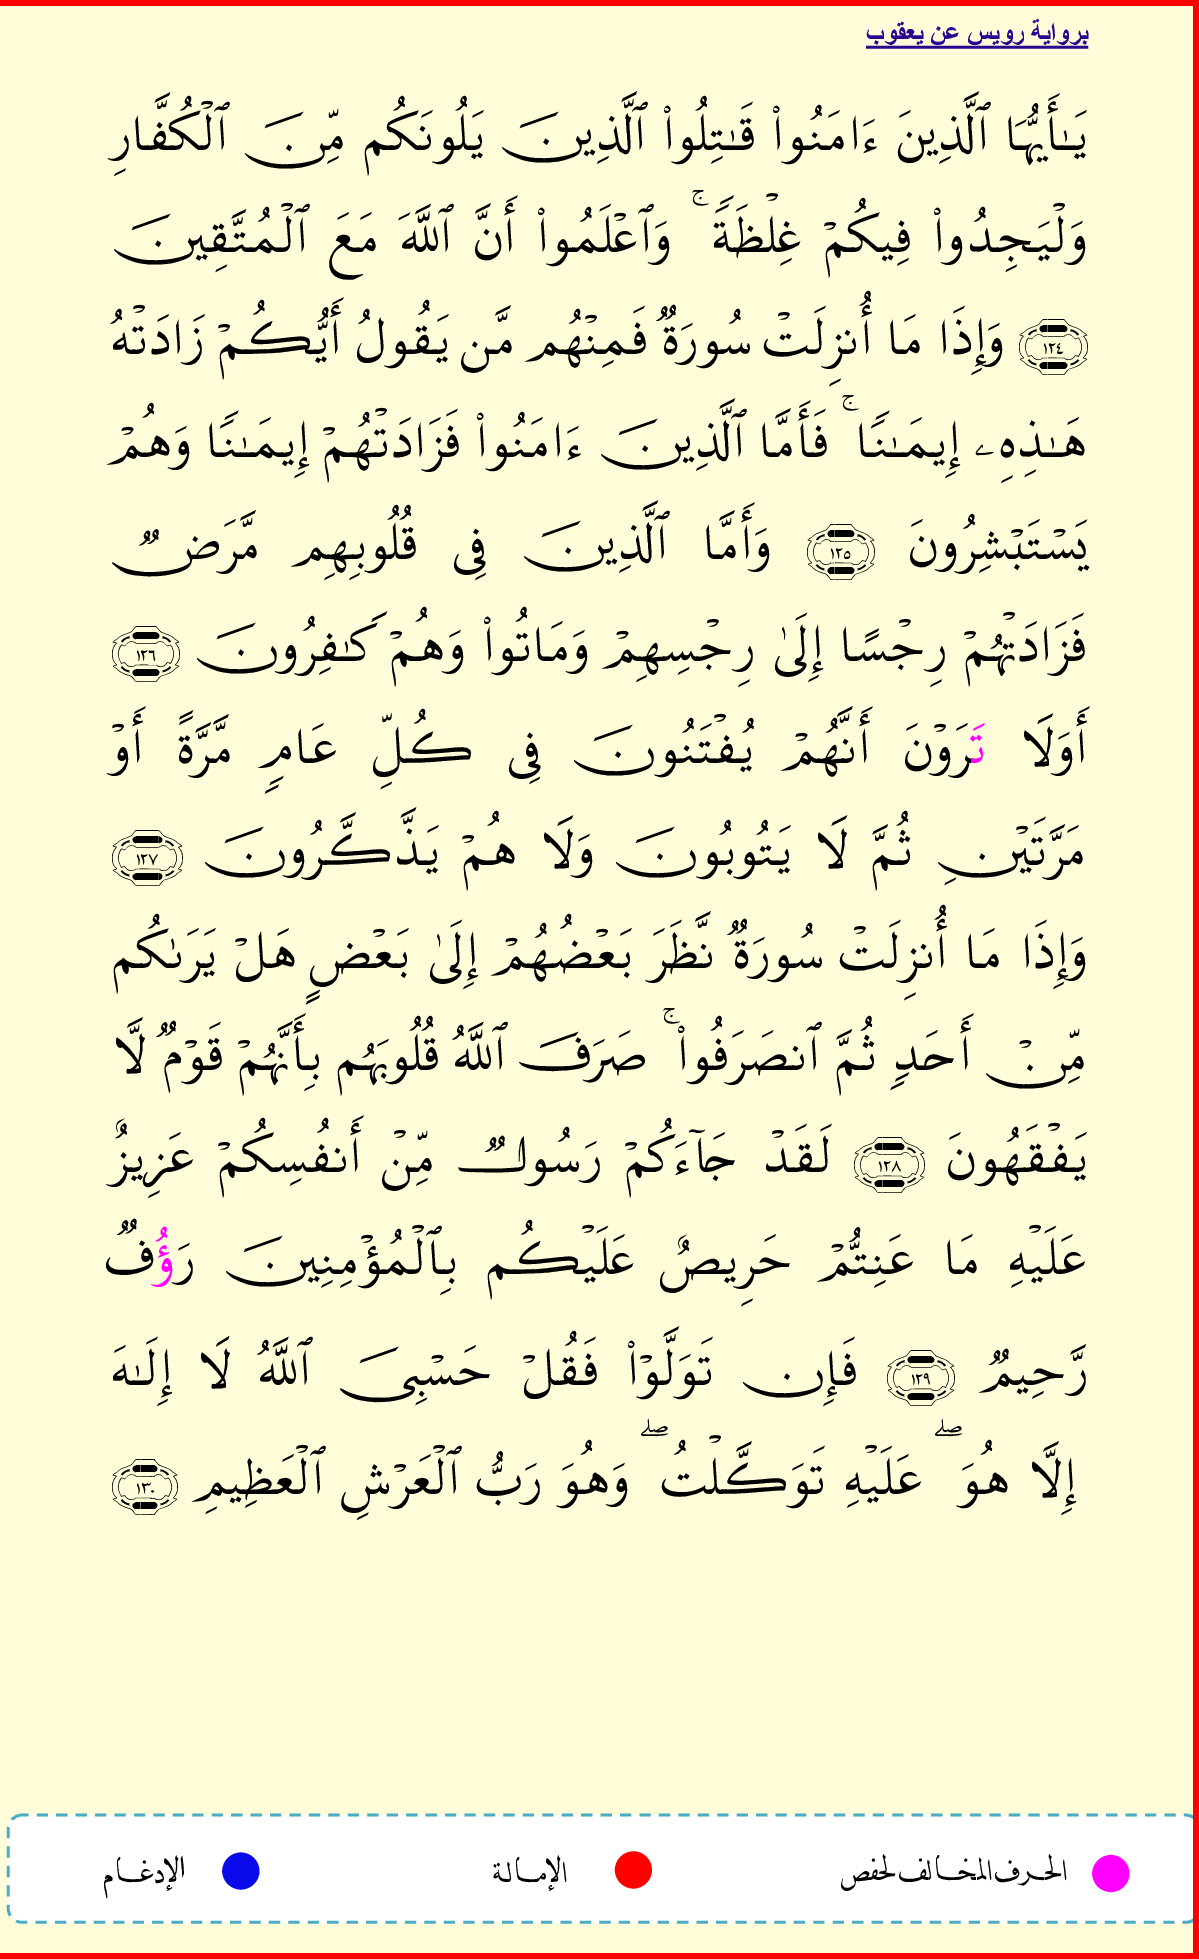 برواية رويس عن يعقوب
يَـٰٓأَيُّهَا ٱلَّذِينَ ءَامَنُوا۟ قَـٰتِلُوا۟ ٱلَّذِينَ يَلُونَكُم مِّنَ ٱلْكُفَّارِ
وَلْيَجِدُوا۟ فِيكُمْ غِلْظَةً ۚ وَٱعْلَمُوا۟ أَنَّ ٱللَّهَ مَعَ ٱلْمُتَّقِينَ
١٢٤ وَإِذَا مَا أُنزِلَتْ سُورَةٌ فَمِنْهُم مَّن يَقُولُ أَيُّكُمْ زَادَتْهُ
هَـٰذِهِۦ إِيمَـٰنًا ۚ فَأَمَّا ٱلَّذِينَ ءَامَنُوا۟ فَزَادَتْهُمْ إِيمَـٰنًا وَهُمْ
يَسْتَبْشِرُونَ ١٢٥ وَأَمَّا ٱلَّذِينَ فِى قُلُوبِهِم مَّرَضٌ
فَزَادَتْهُمْ رِجْسًا إِلَىٰ رِجْسِهِمْ وَمَاتُوا۟ وَهُمْ كَـٰفِرُونَ ١٢٦
أَوَلَا تَرَوْنَ أَنَّهُمْ يُفْتَنُونَ فِى كُلِّ عَامٍ مَّرَّةً أَوْ
مَرَّتَيْنِ ثُمَّ لَا يَتُوبُونَ وَلَا هُمْ يَذَّكَّرُونَ ١٢٧
وَإِذَا مَا أُنزِلَتْ سُورَةٌ نَّظَرَ بَعْضُهُمْ إِلَىٰ بَعْضٍ هَلْ يَرَىٰكُم
مِّنْ أَحَدٍ ثُمَّ ٱنصَرَفُوا۟ ۚ صَرَفَ ٱللَّهُ قُلُوبَهُم بِأَنَّهُمْ قَوْمٌ لَّا
يَفْقَهُونَ ١٢٨ لَقَدْ جَآءَكُمْ رَسُولٌ مِّنْ أَنفُسِكُمْ عَزِيزٌ
عَلَيْهِ مَا عَنِتُّمْ حَرِيصٌ عَلَيْكُم بِٱلْمُؤْمِنِينَ رَؤُفٌ
رَّحِيمٌ ١٢٩ فَإِن تَوَلَّوْا۟ فَقُلْ حَسْبِىَ ٱللَّهُ لَا إِلَـٰهَ
إِلَّا هُوَ ۖ عَلَيْهِ تَوَكَّلْتُ ۖ وَهُوَ رَبُّ ٱلْعَرْشِ ٱلْعَظِيمِ ١٣٠
الحرف المخالف لحفص الإمالة الإدغام